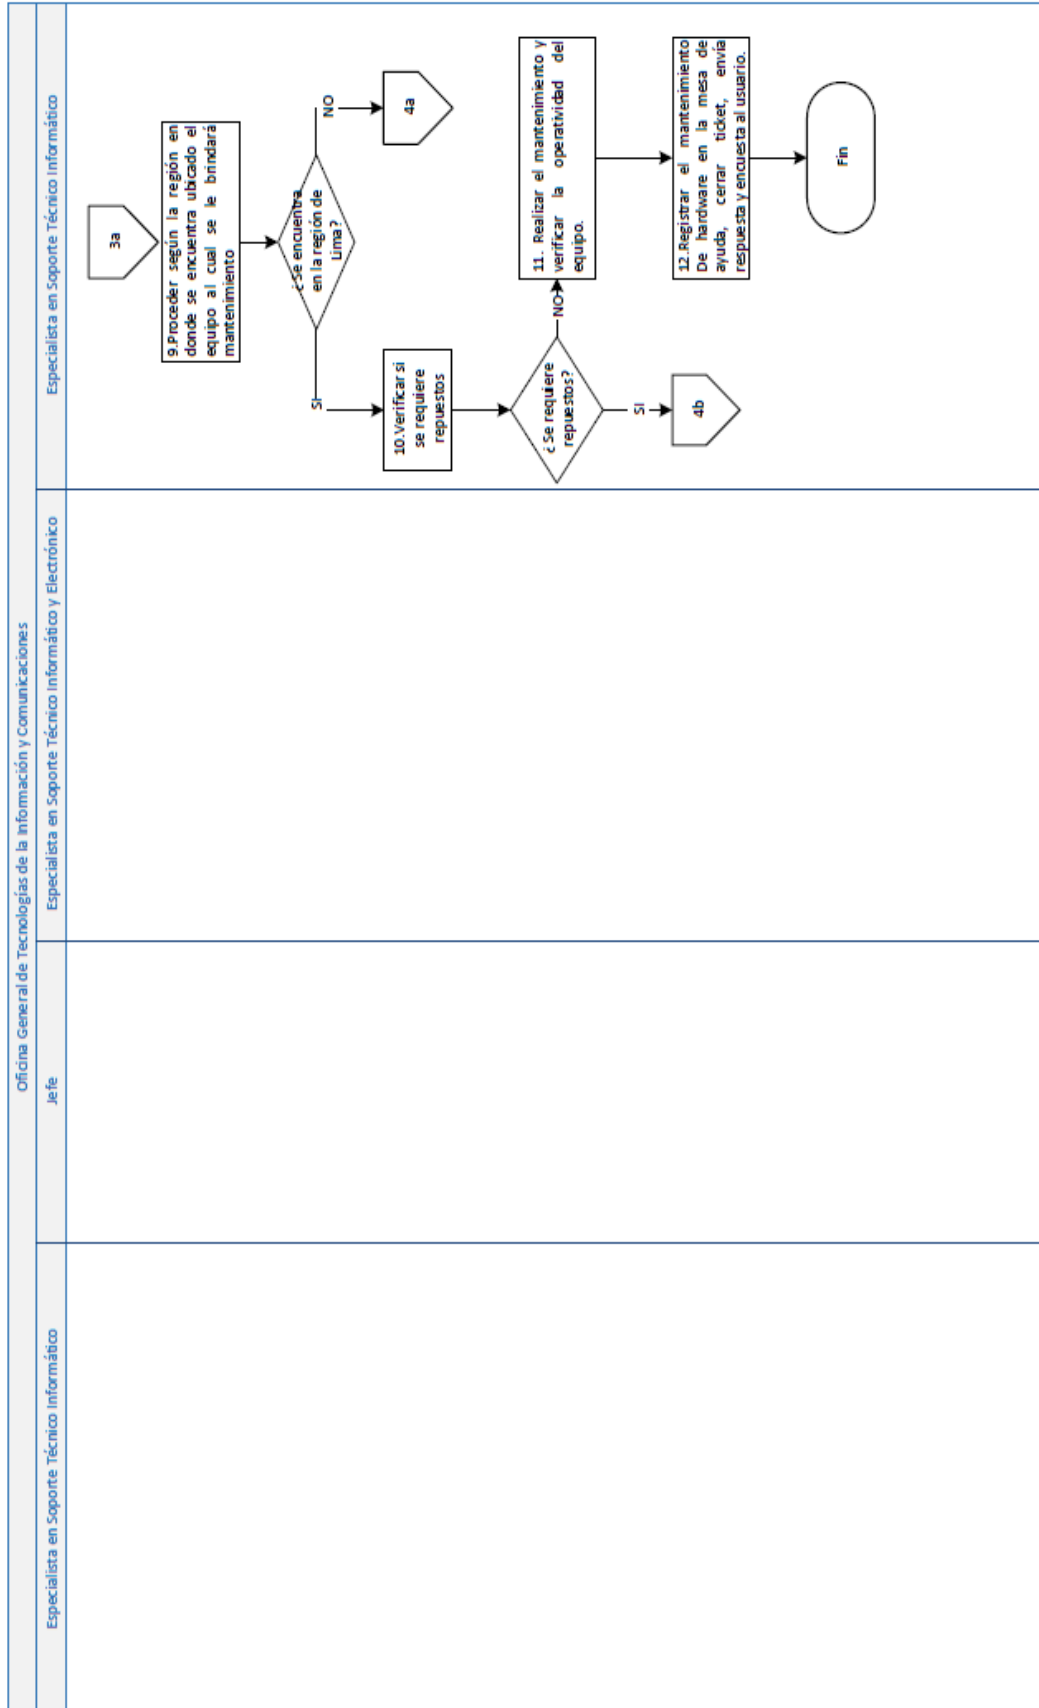 Oficina General de Tecnologías de la Información y Comunicaciones
Especialista en Soporte Técnico Informático
Jefe
Especialista en Soporte Técnico Informático y Electrónico
Especialista en Soporte Técnico Informático
3a
9.Proceder según la región en
donde se encuentra ubicado el
equipo al cual se le brindará
mantenimiento
¿Se encuentra
en la región de
Lima?
SI
NO
4a
10.Verificar si
se requiere
repuestos
¿ Se requiere
repuestos?
NO
SI
4b
11. Realizar el mantenimiento y
verificar la operatividad del
equipo.
12.Registrar el mantenimiento
De hardware en la mesa de
ayuda, cerrar ticket, envía
respuesta y encuesta al usuario.
Fin